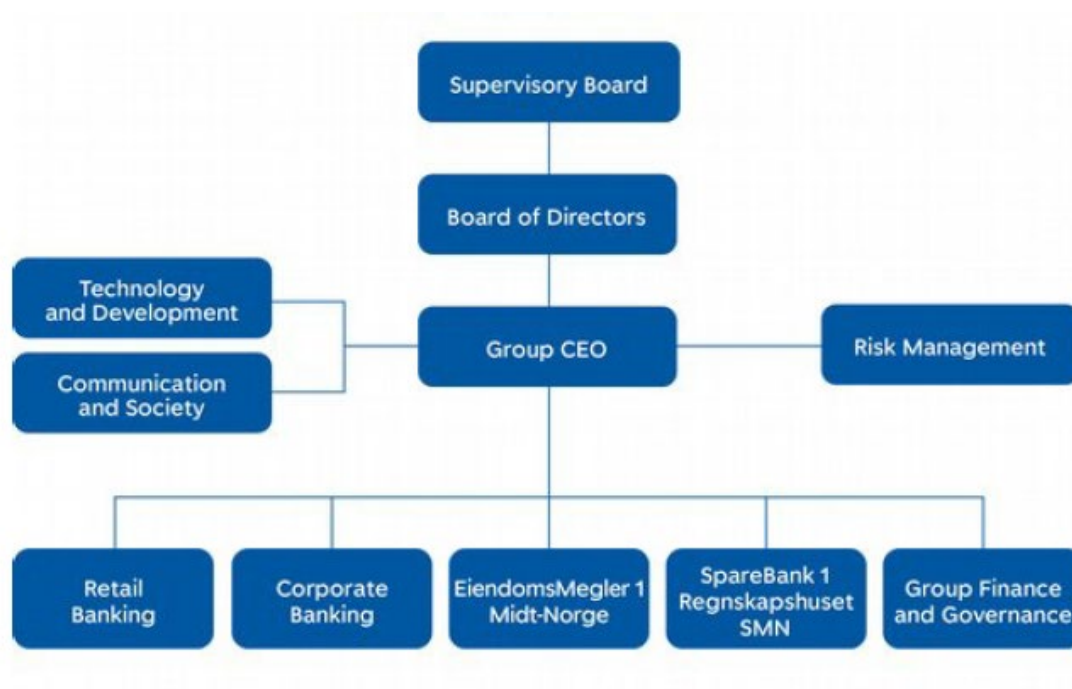 Supervisory Board
Board of Directors
Technology
and Development
Communication
and Society
Group CEO
Risk Management
Retail
Banking
Corporate
Banking
EiendomsMegler 1
Midt-Norge
SpareBank 1
Regnskapshuset
SMN
Group Finance
and Governance